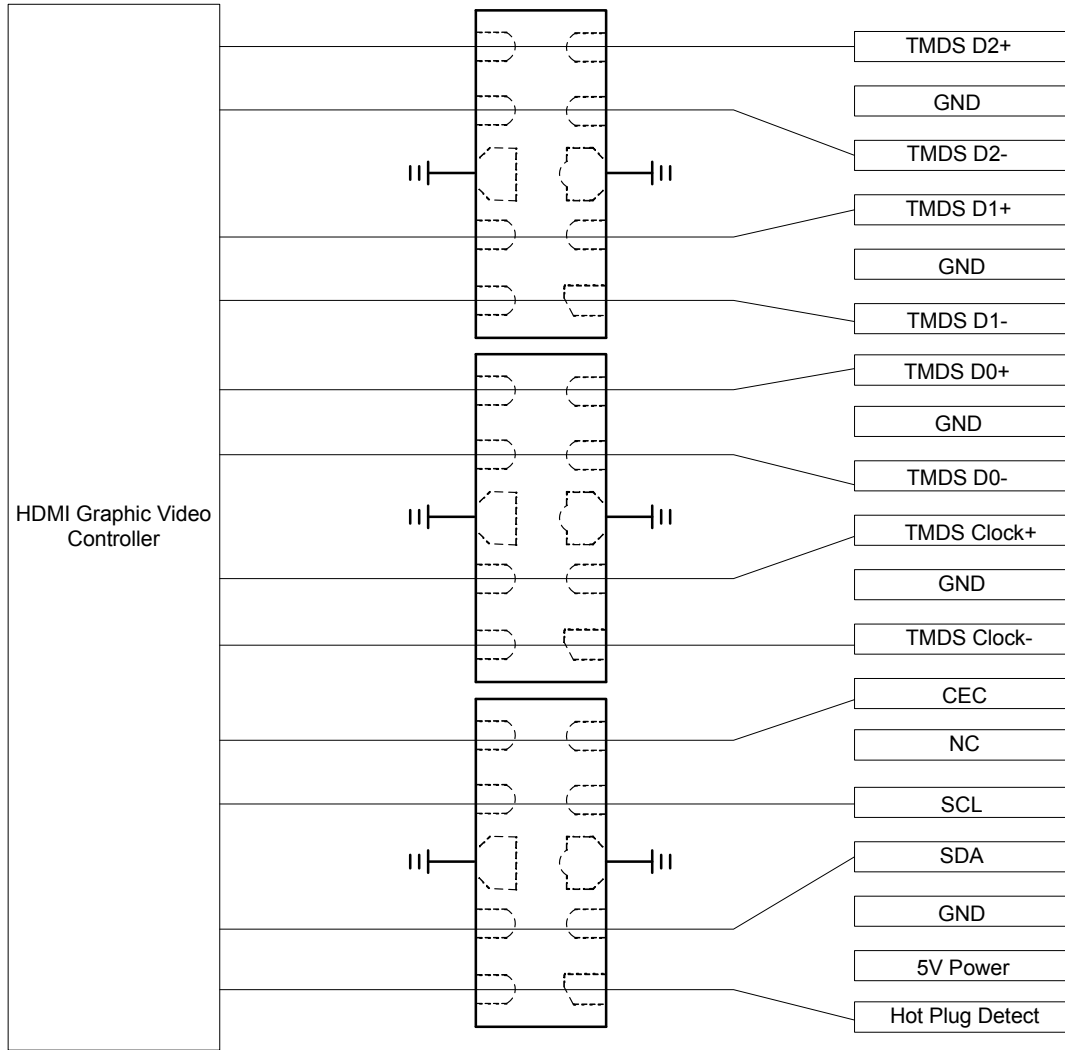 HDMI Graphic Video
Controller
TMDS D2+
GND
TMDS D2-
TMDS D1+
GND
TMDS D1-
TMDS D0+
GND
TMDS D0-
TMDS Clock+
GND
TMDS Clock-
CEC
NC
SCL
SDA
GND
5V Power
Hot Plug Detect